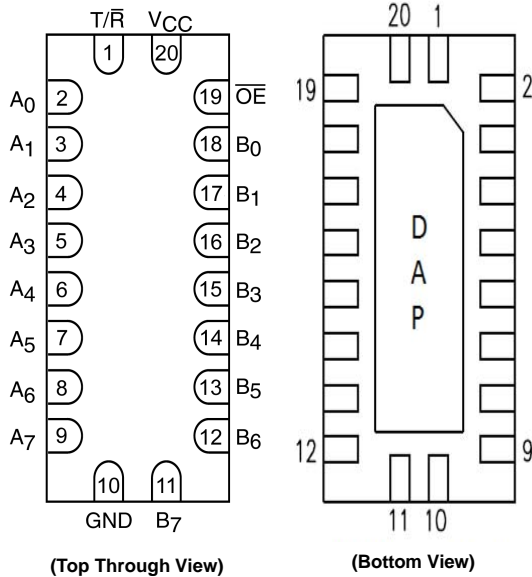 T/R̅ VCC
1 20
A0 2 19 O̅E̅
A1 3 18 B0
A2 4 17 B1
A3 5 16 B2
A4 6 15 B3
A5 7 14 B4
A6 8 13 B5
A7 9 12 B6
10 11
GND B7
(Top Through View)
20 1
19 2
D
A
P
12 9
11 10
(Bottom View)